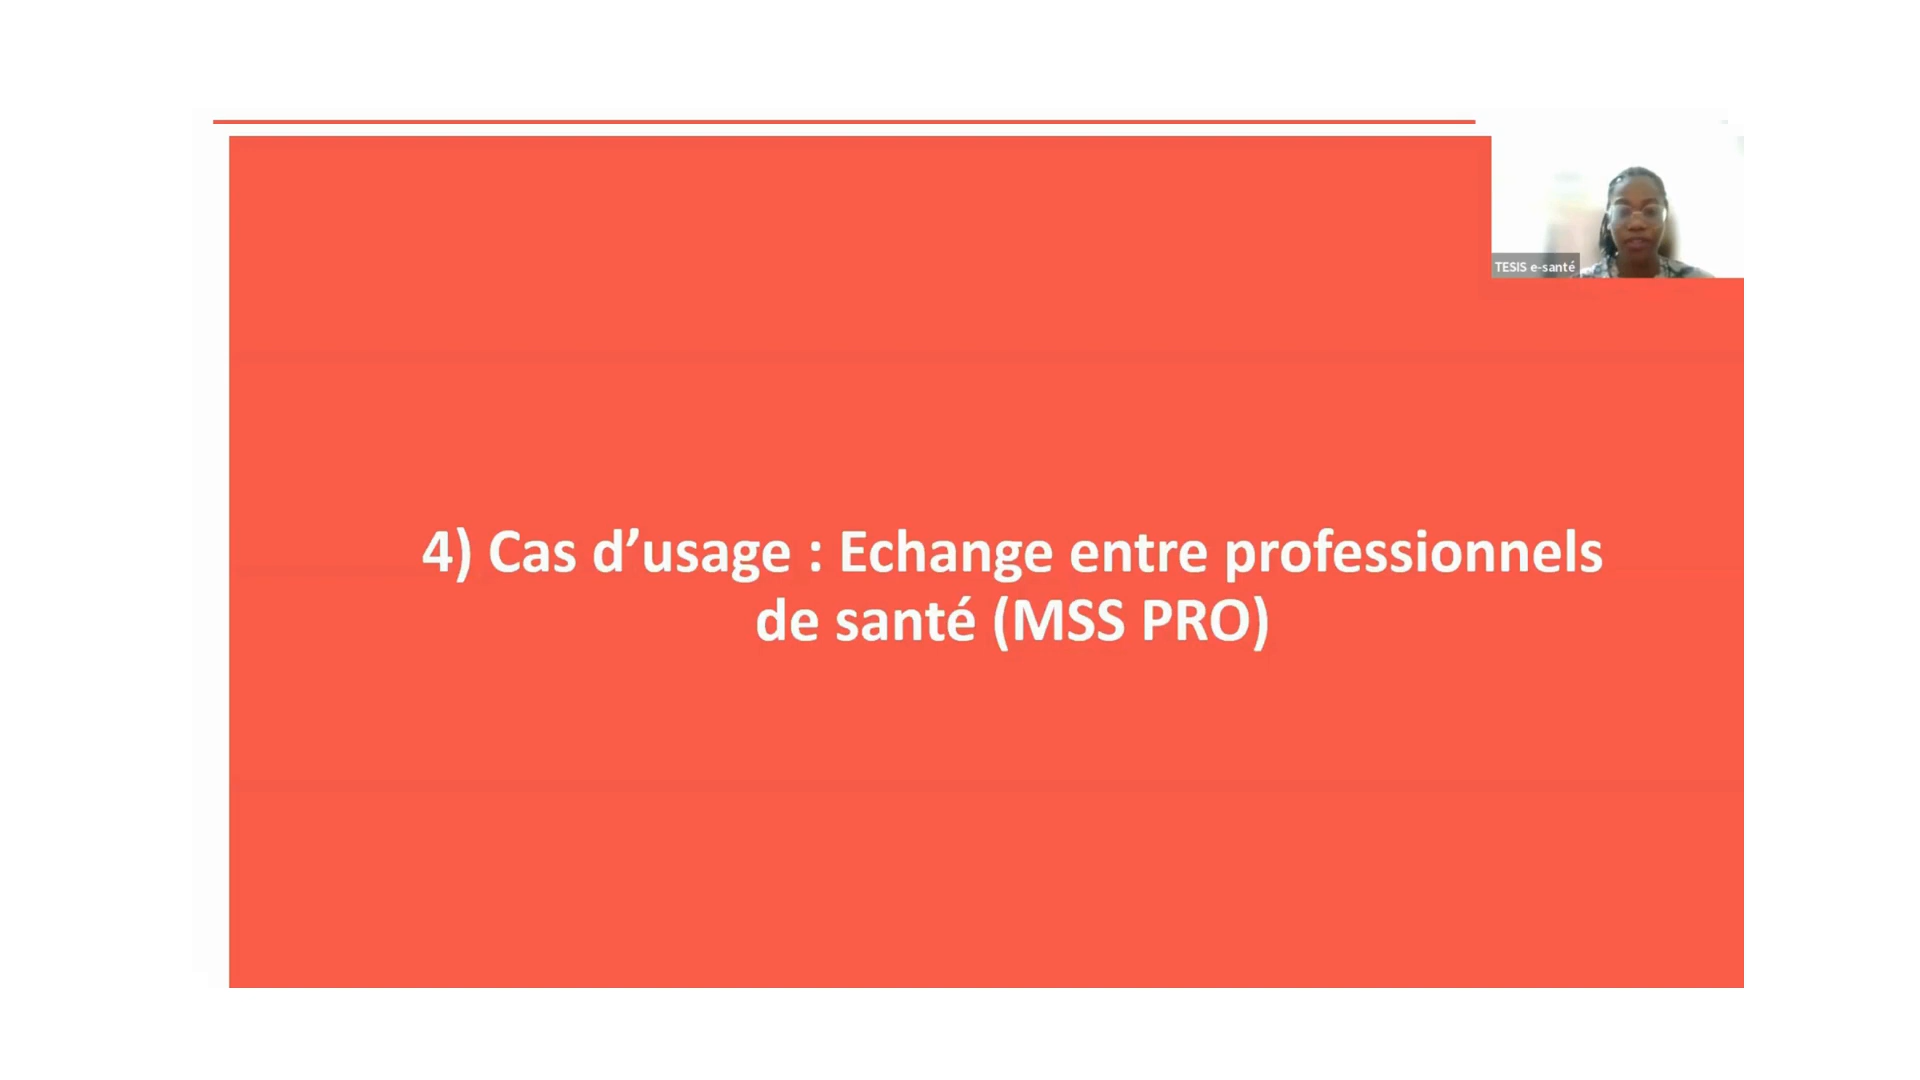 TESIS e-santé
4) Cas d’usage : Echange entre professionnels
de santé (MSS PRO)